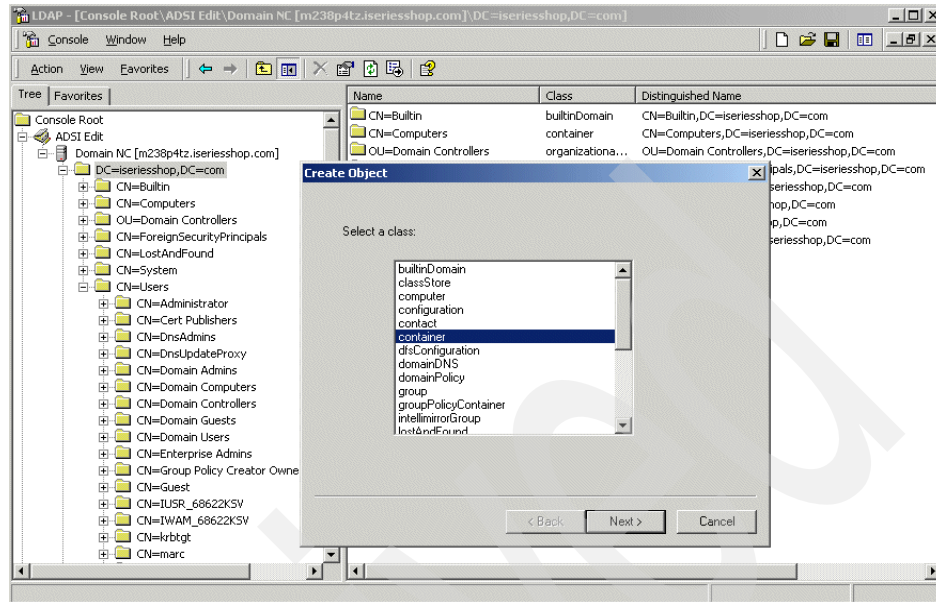 LDAP - [Console Root\ADSI Edit\Domain NC [m238p4tz.iseriesshop.com]\DC=iseriesshop,DC=com]
Console Window Help
Action View Favorites
Tree Favorites
Console Root
ADSI Edit
Domain NC [m238p4tz.iseriesshop.com]
DC=iseriesshop,DC=com
CN=Builtin
CN=Computers
OU=Domain Controllers
CN=ForeignSecurityPrincipals
CN=LostAndFound
CN=System
CN=Users
CN=Administrator
CN=Cert Publishers
CN=DnsAdmins
CN=DnsUpdateProxy
CN=Domain Admins
CN=Domain Computers
CN=Domain Controllers
CN=Domain Guests
CN=Domain Users
CN=Enterprise Admins
CN=Group Policy Creator Owne
CN=Guest
CN=IUSR_68622KSV
CN=IWAM_68622KSV
CN=krbtgt
CN=marc
Name Class Distinguished Name
CN=Builtin builtinDomain CN=Builtin,DC=iseriesshop,DC=com
CN=Computers container CN=Computers,DC=iseriesshop,DC=com
OU=Domain Controllers organizationa... OU=Domain Controllers,DC=iseriesshop,DC=com
ipals,DC=iseriesshop,DC=com
seriesshop,DC=com
hop,DC=com
p,DC=com
seriesshop,DC=com
Create Object
Select a class:
builtinDomain
classStore
computer
configuration
contact
container
dfsConfiguration
domainDNS
domainPolicy
group
groupPolicyContainer
intellimirrorGroup
lostAndFound
< Back Next > Cancel